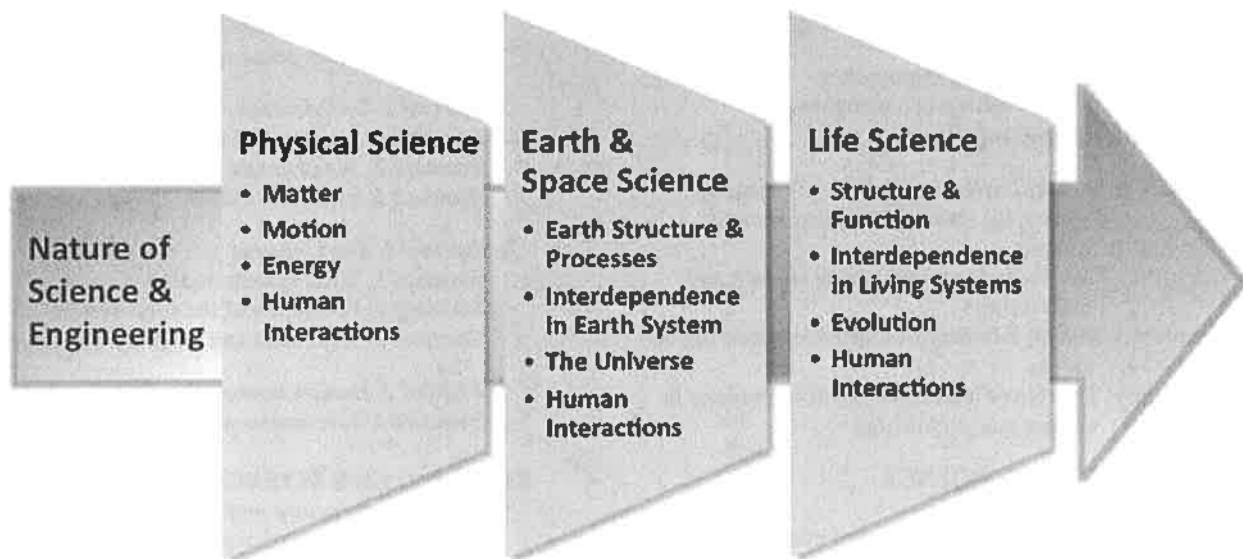 Nature of
Science &
Engineering
Physical Science
• Matter
• Motion
• Energy
• Human
Interactions
Earth &
Space Science
• Earth Structure &
Processes
• Interdependence
in Earth System
• The Universe
• Human
Interactions
Life Science
• Structure &
Function
• Interdependence
in Living Systems
• Evolution
• Human
Interactions